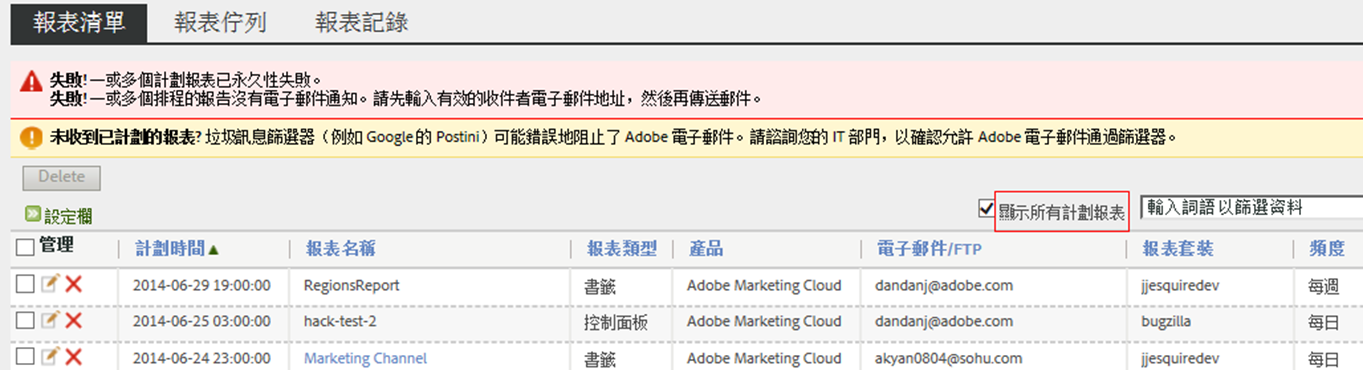 報表清單 報表佇列 報表記錄
失敗!一或多個計劃報表已永久性失敗。
失敗!一或多個排程的報告沒有電子郵件通知。請先輸入有效的收件者電子郵件地址，然後再傳送郵件。
未收到已計劃的報表? 垃圾訊息篩選器（例如 Google的 Postini）可能錯誤地阻止了 Adobe 電子郵件。請諮詢您的 IT 部門，以確認允許 Adobe 電子郵件通過篩選器。
Delete
設定欄 顯示所有計劃報表 輸入詞語以篩選資料
管理 計劃時間▲ 報表名稱 報表類型 產品 電子郵件/FTP 報表套裝 頻度
2014-06-29 19:00:00 RegionsReport 書籤 Adobe Marketing Cloud dandanj@adobe.com jjesquiredev 每週
2014-06-25 03:00:00 hack-test-2 控制面板 Adobe Marketing Cloud dandanj@adobe.com bugzilla 每日
2014-06-24 23:00:00 Marketing Channel 書籤 Adobe Marketing Cloud akyan0804@sohu.com jjesquiredev 每日